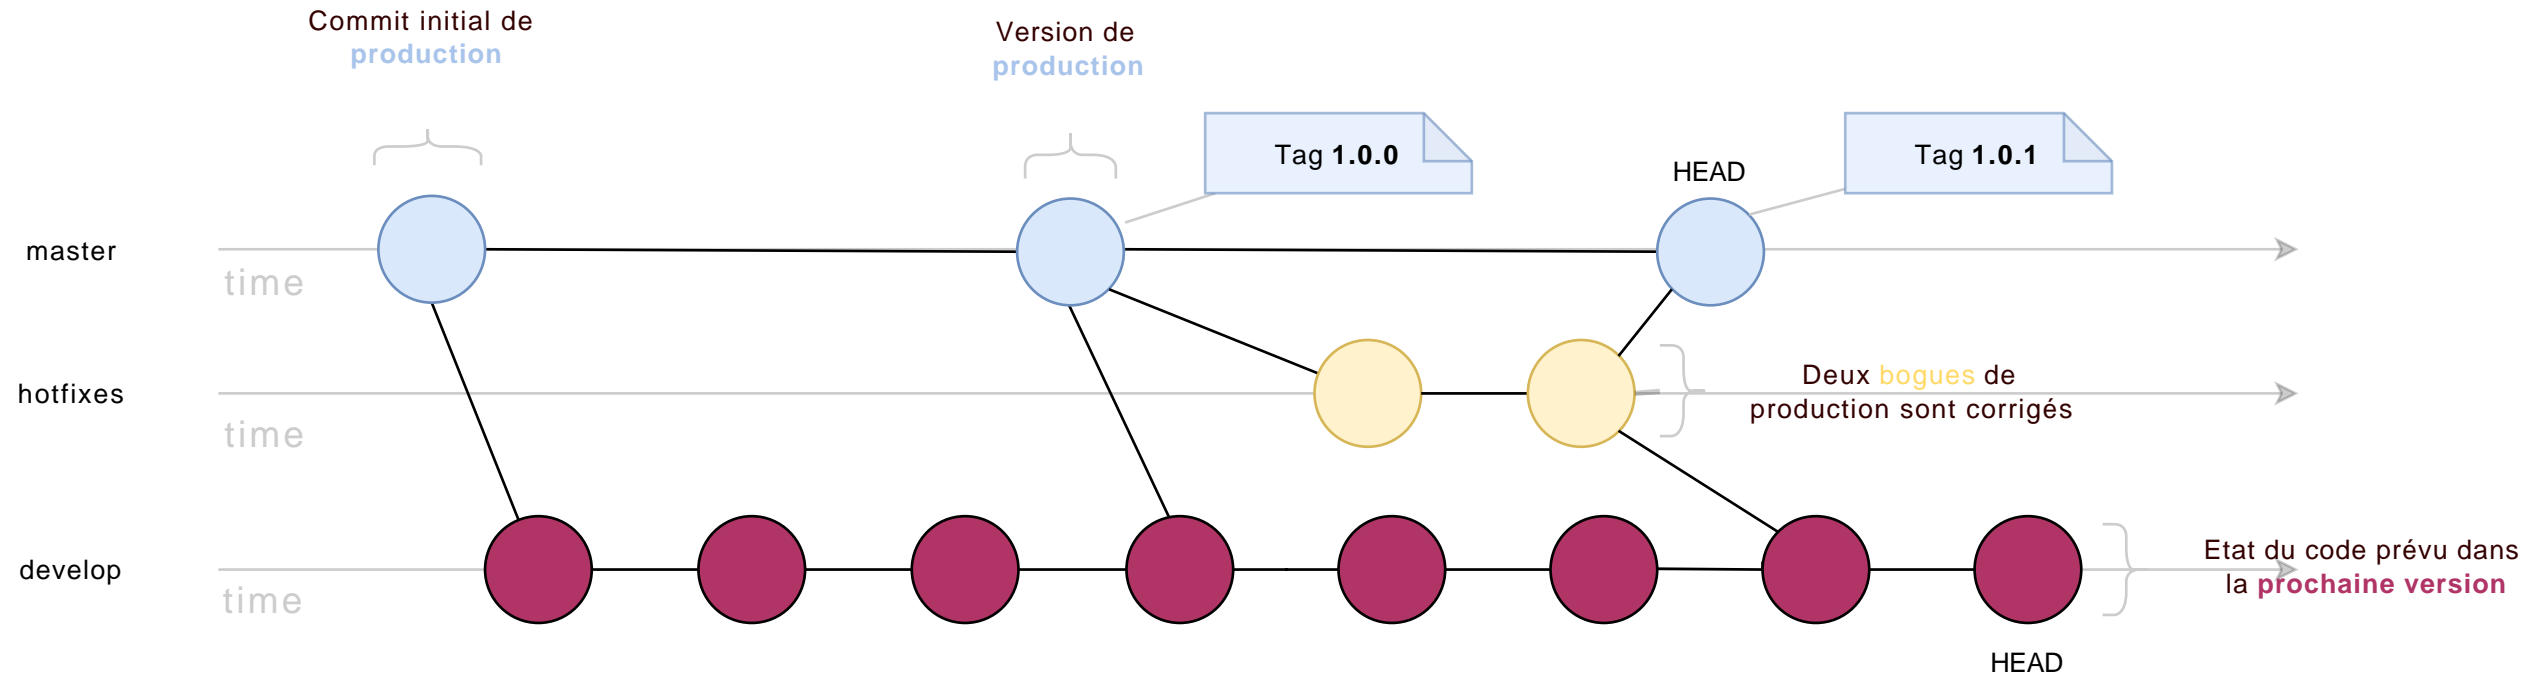 Commit initial de
production
Version de
production
Tag 1.0.0
HEAD
Tag 1.0.1
master
time
hotfixes
time
Deux bogues de
production sont corrigés
develop
time
Etat du code prévu dans
la prochaine version
HEAD